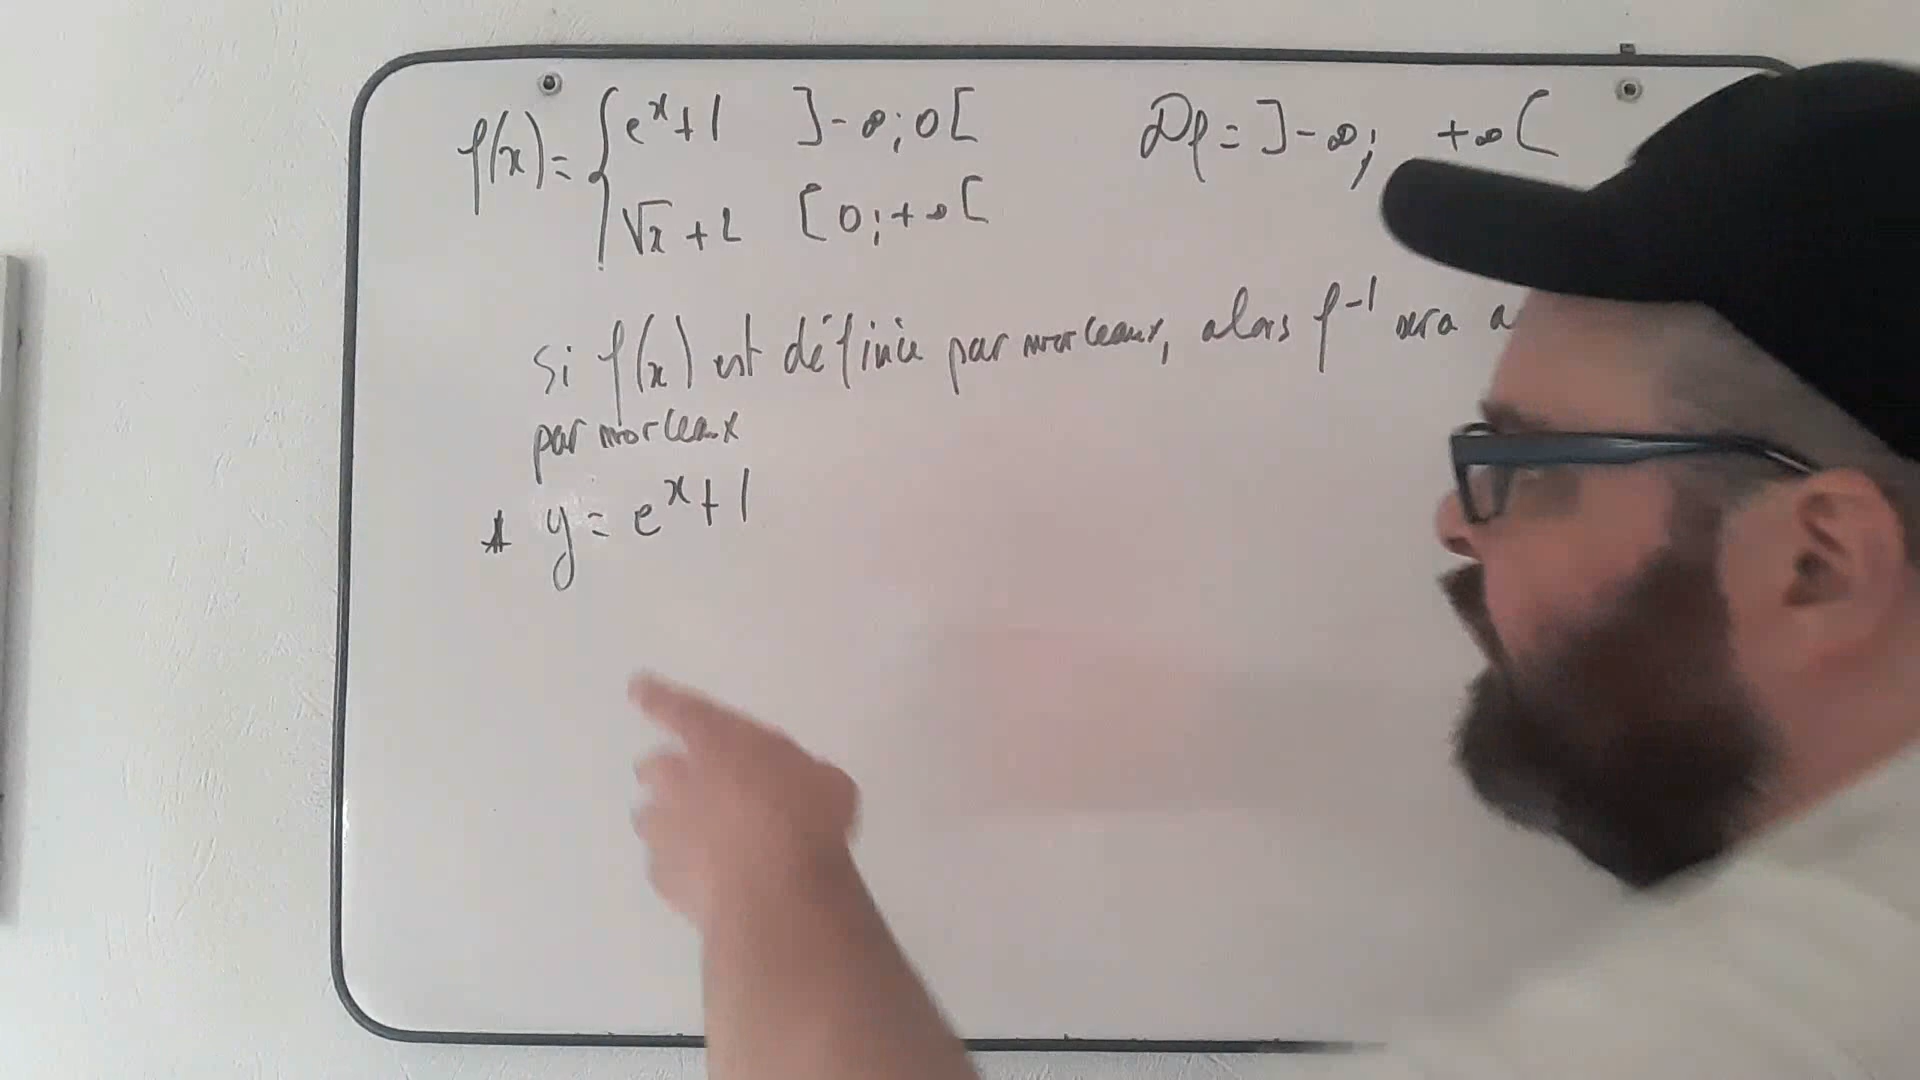 f(x) = { e^x + 1   ]-∞; 0[
√x + 2   [0; +∞[
Df = ]-∞; +∞[
Si f(x) est définie par morceaux, alors f^-1 sera a
par morceaux
* y = e^x + 1